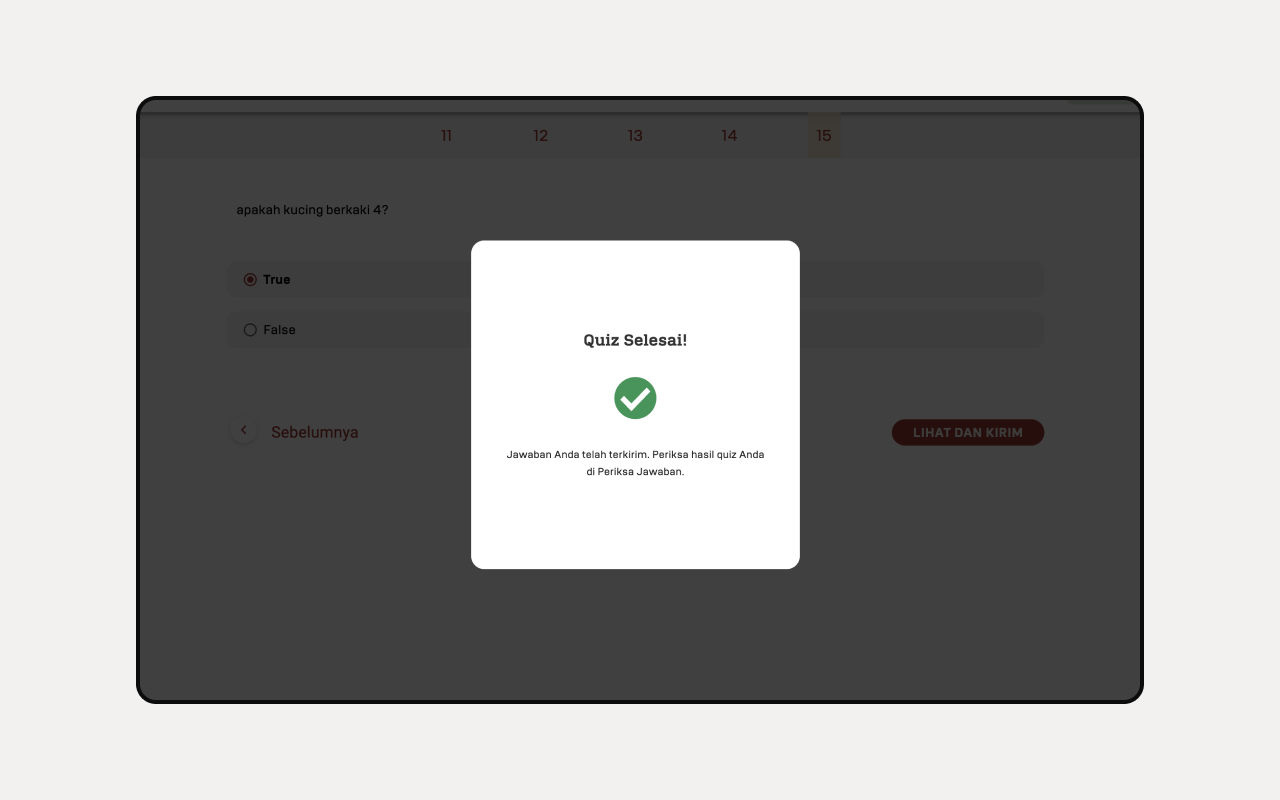 11 12 13 14 15
apakah kucing berkaki 4?
True
False
Quiz Selesai!
Jawaban Anda telah terkirim. Periksa hasil quiz Anda
di Periksa Jawaban.
Sebelumnya
LIHAT DAN KIRIM